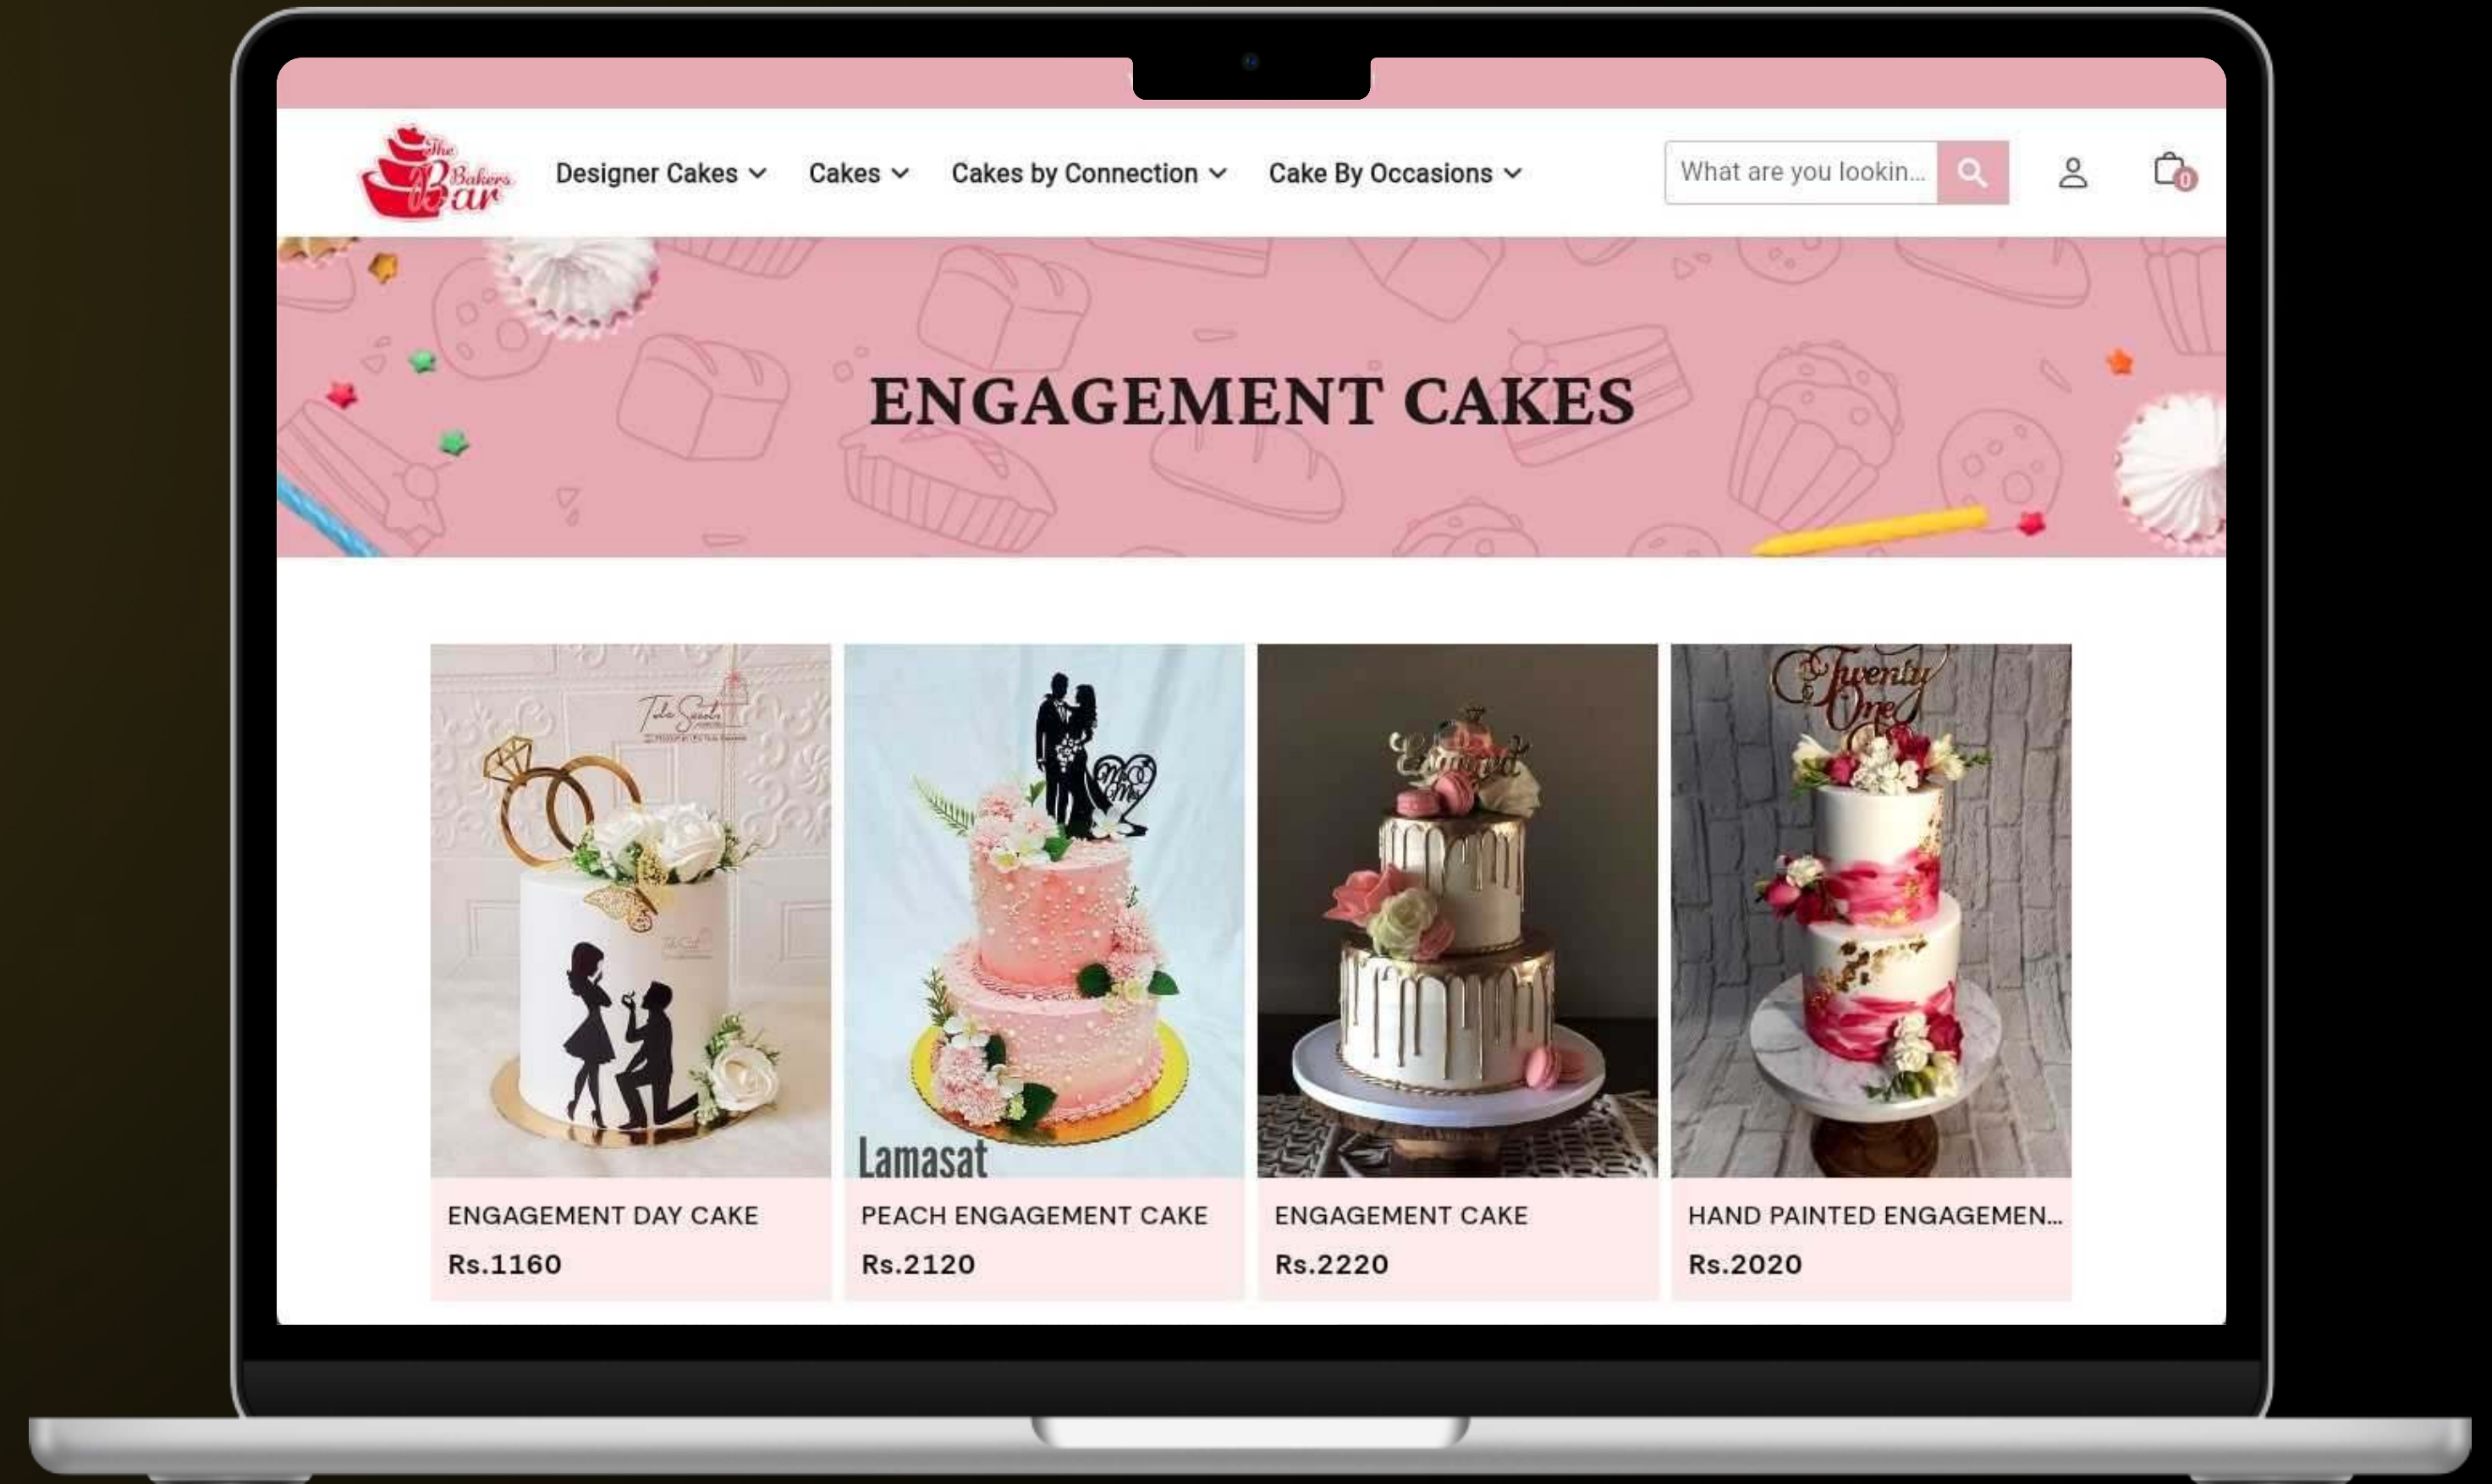 The
Bakers
Bar
Designer Cakes
Cakes
Cakes by Connection
Cake By Occasions
What are you lookin...
0
ENGAGEMENT CAKES
Mr
Mrs
Twenty
One
Lamasat
ENGAGEMENT DAY CAKE
PEACH ENGAGEMENT CAKE
ENGAGEMENT CAKE
HAND PAINTED ENGAGEMEN...
Rs.1160
Rs.2120
Rs.2220
Rs.2020